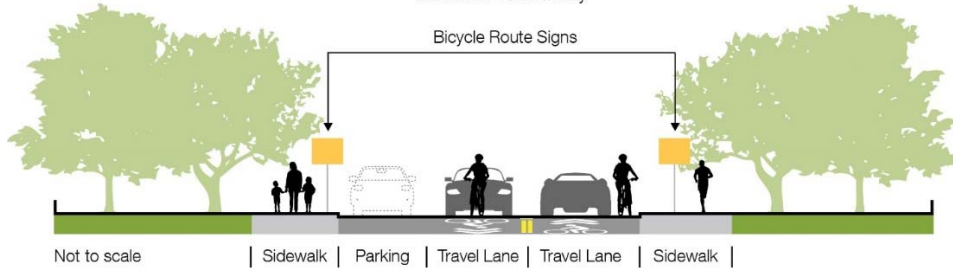 Bicycle Route Signs
Not to scale
Sidewalk
Parking
Travel Lane
Travel Lane
Sidewalk